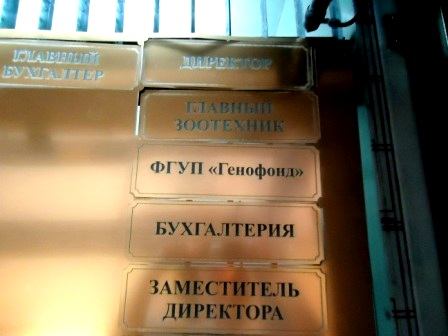 ГЛАВНЫЙ
БУХГАЛТЕР
ДИРЕКТОР
ГЛАВНЫЙ
ЗООТЕХНИК
ФГУП «Генофонд»
БУХГАЛТЕРИЯ
ЗАМЕСТИТЕЛЬ
ДИРЕКТОРА